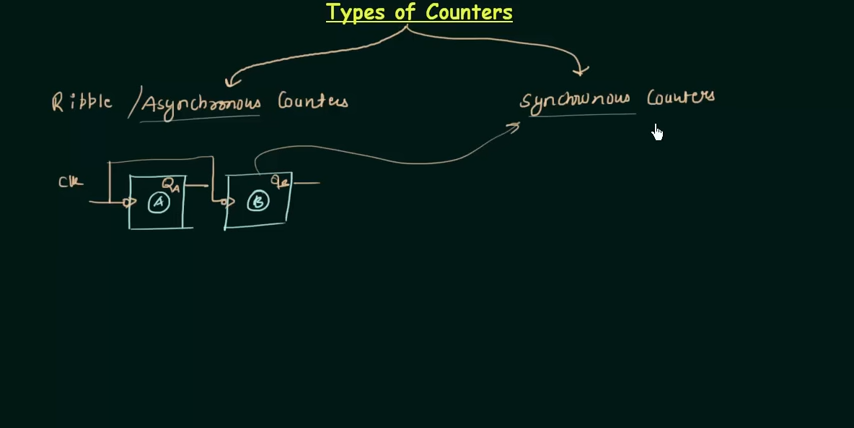 Types of Counters
Ribble / Asynchronous Counters
Synchronous Counters
Clk
QA
QB
A
B